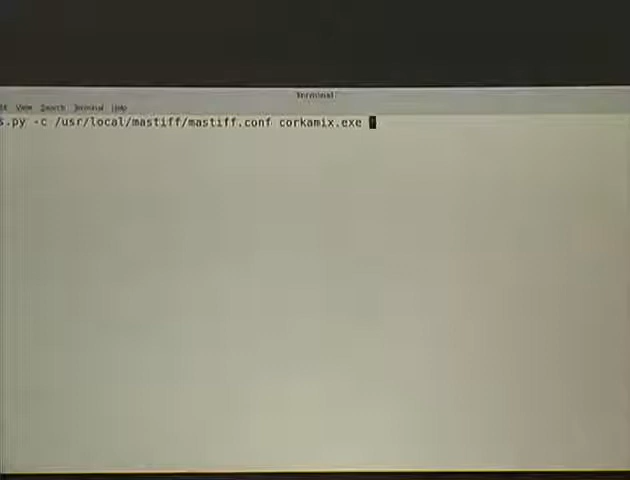 Terminal
View Search Terminal Help
s.py -c /usr/local/mastiff/mastiff.conf corkamix.exe